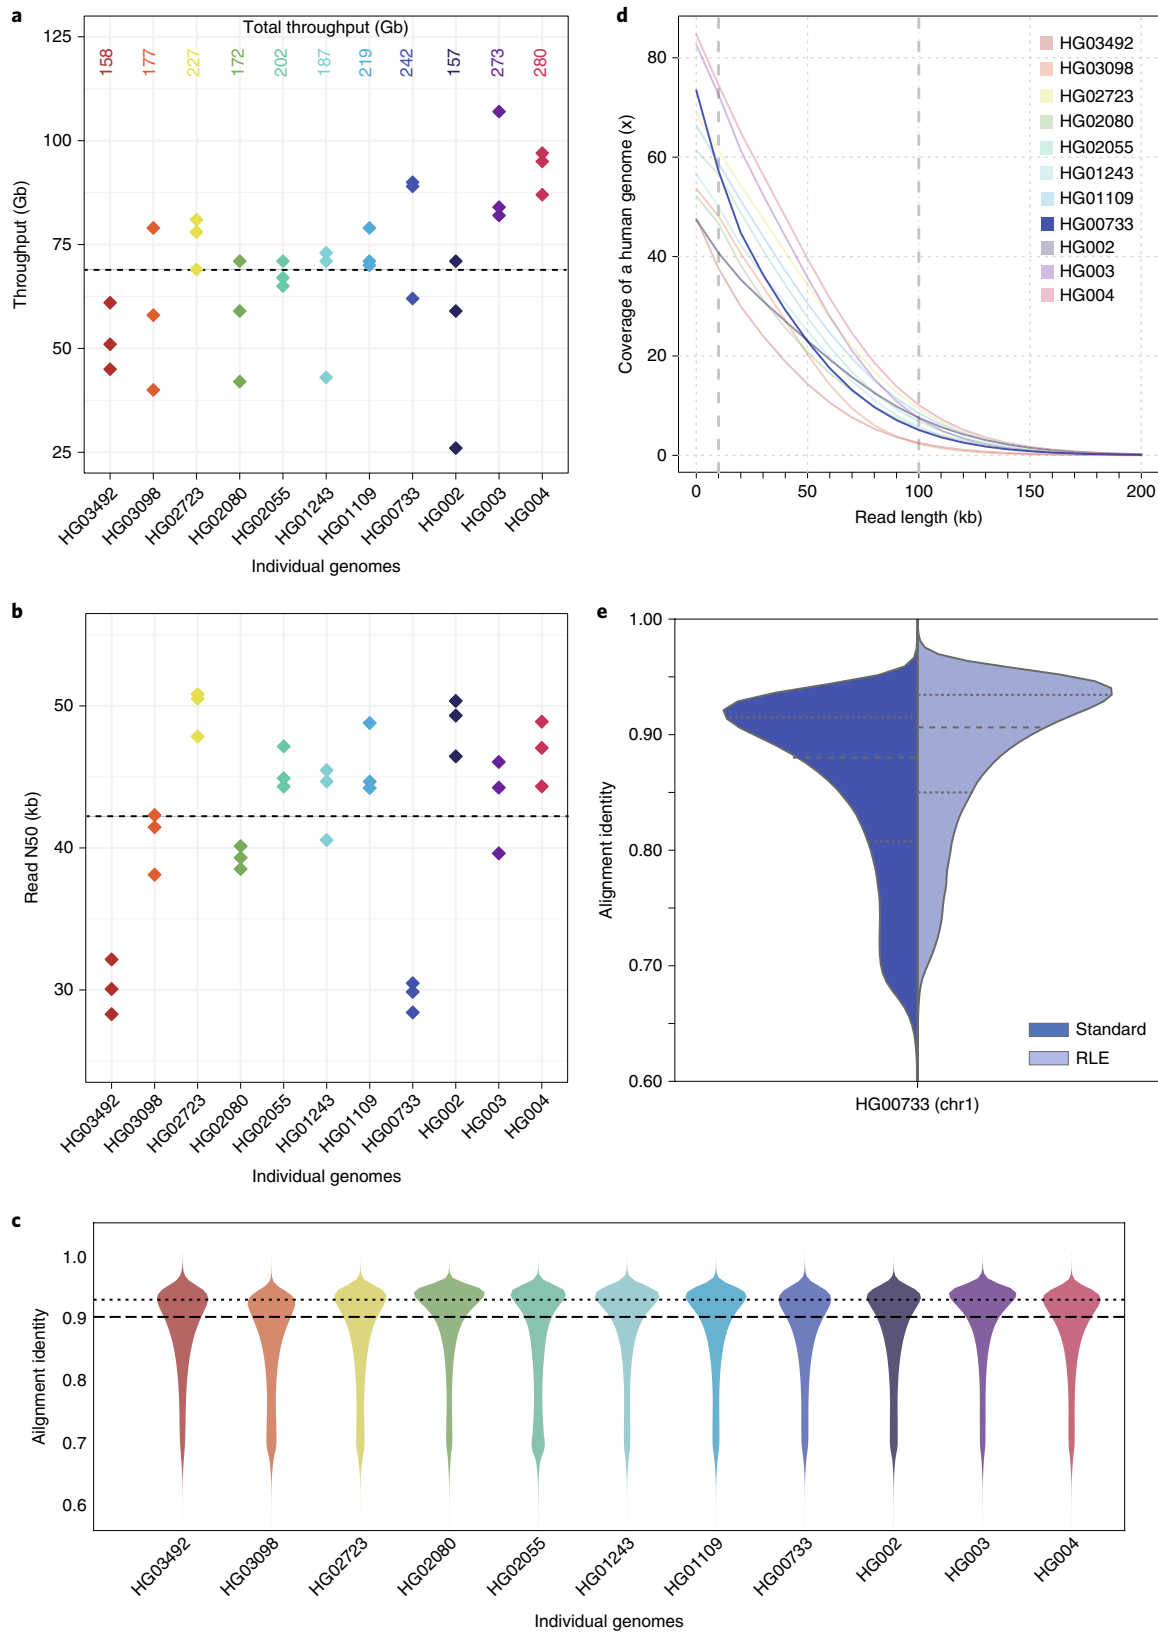 a
Total throughput (Gb)
158 177 227 172 202 187 219 242 157 273 280
125
100
75
50
25
Throughput (Gb)
HG03492 HG03098 HG02723 HG02080 HG02055 HG01243 HG01109 HG00733 HG002 HG003 HG004
Individual genomes
b
50
40
30
Read N50 (kb)
HG03492 HG03098 HG02723 HG02080 HG02055 HG01243 HG01109 HG00733 HG002 HG003 HG004
Individual genomes
d
80
60
40
20
0
Coverage of a human genome (x)
HG03492
HG03098
HG02723
HG02080
HG02055
HG01243
HG01109
HG00733
HG002
HG003
HG004
0 50 100 150 200
Read length (kb)
e
1.00
0.90
0.80
0.70
0.60
Alignment identity
Standard
RLE
HG00733 (chr1)
c
1.0
0.9
0.8
0.7
0.6
Ailgnment identity
HG03492 HG03098 HG02723 HG02080 HG02055 HG01243 HG01109 HG00733 HG002 HG003 HG004
Individual genomes